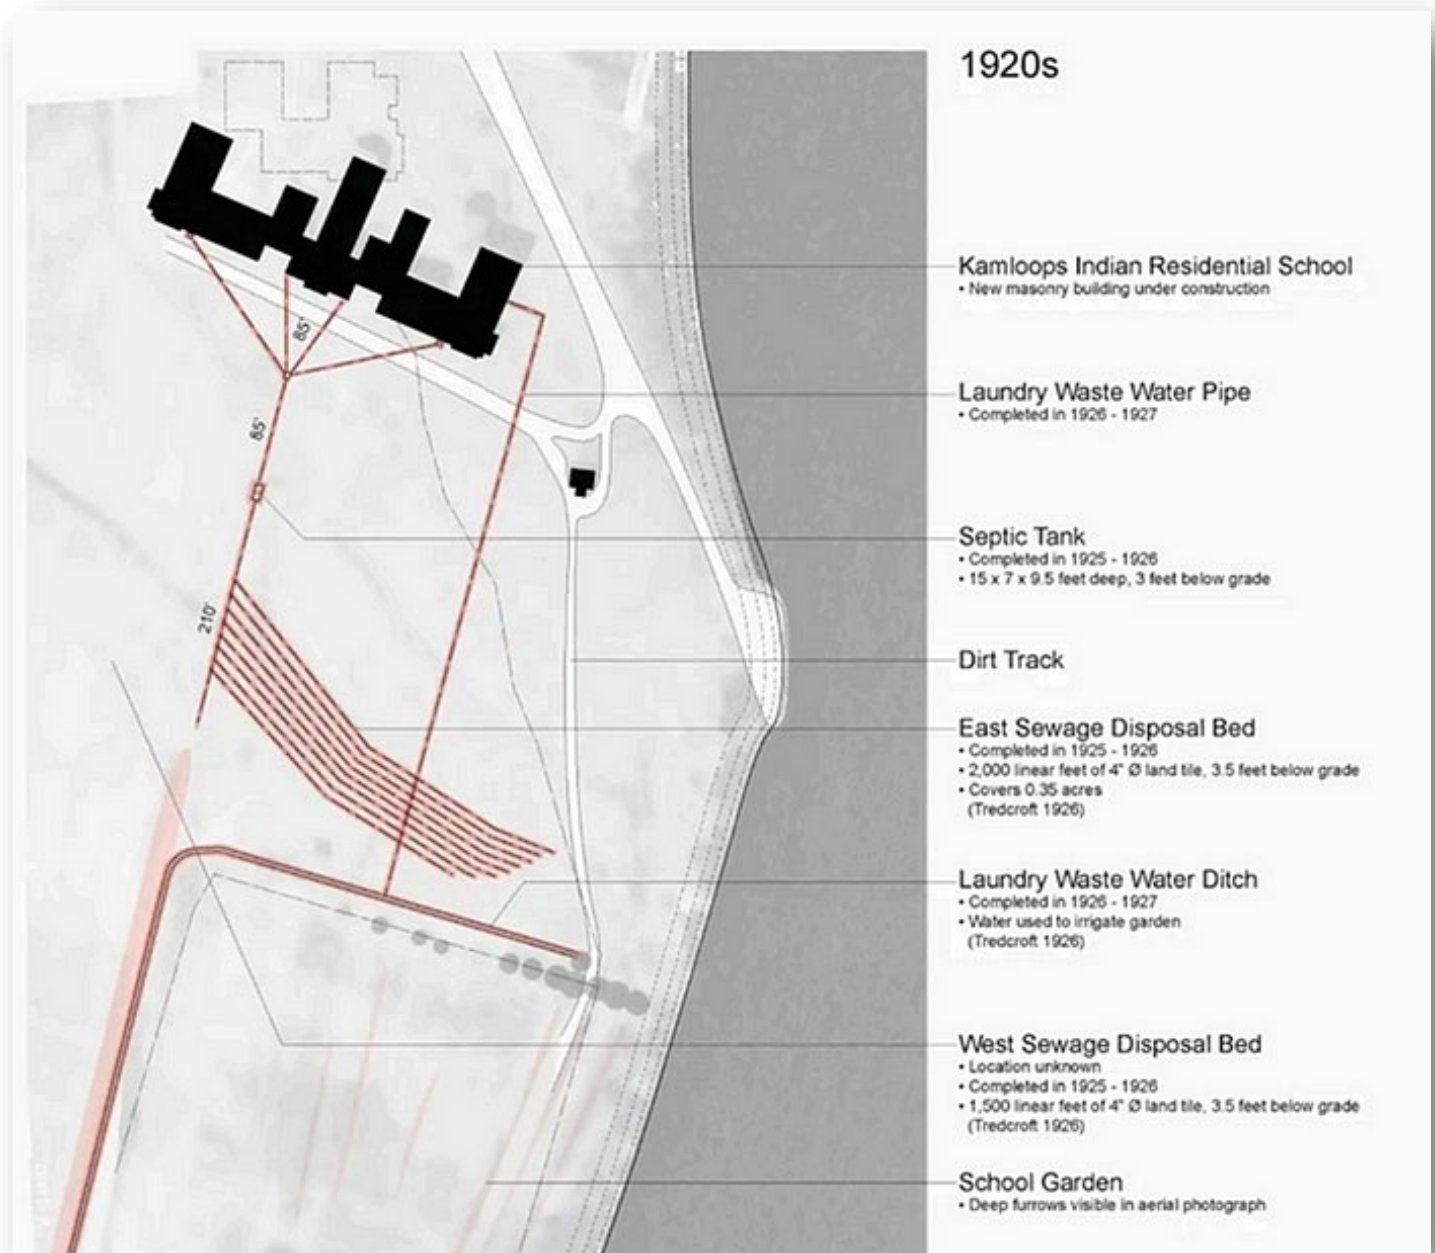 1920s
Kamloops Indian Residential School
• New masonry building under construction
85'
Laundry Waste Water Pipe
• Completed in 1926 - 1927
85'
Septic Tank
• Completed in 1925 - 1926
• 15 x 7 x 9.5 feet deep, 3 feet below grade
210'
Dirt Track
East Sewage Disposal Bed
• Completed in 1925 - 1926
• 2,000 linear feet of 4" Ø land tile, 3.5 feet below grade
• Covers 0.35 acres
(Tredcroft 1926)
Laundry Waste Water Ditch
• Completed in 1926 - 1927
• Water used to irrigate garden
(Tredcroft 1926)
West Sewage Disposal Bed
• Location unknown
• Completed in 1925 - 1926
• 1,500 linear feet of 4" Ø land tile, 3.5 feet below grade
(Tredcroft 1926)
School Garden
• Deep furrows visible in aerial photograph